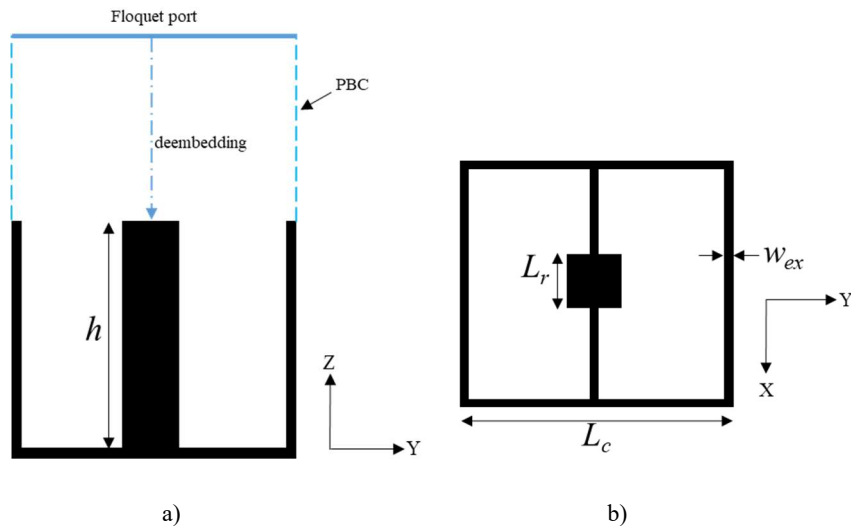 Floquet port
PBC
deembedding
h
Z
Y
L_r
w_ex
Y
X
L_c
a)
b)